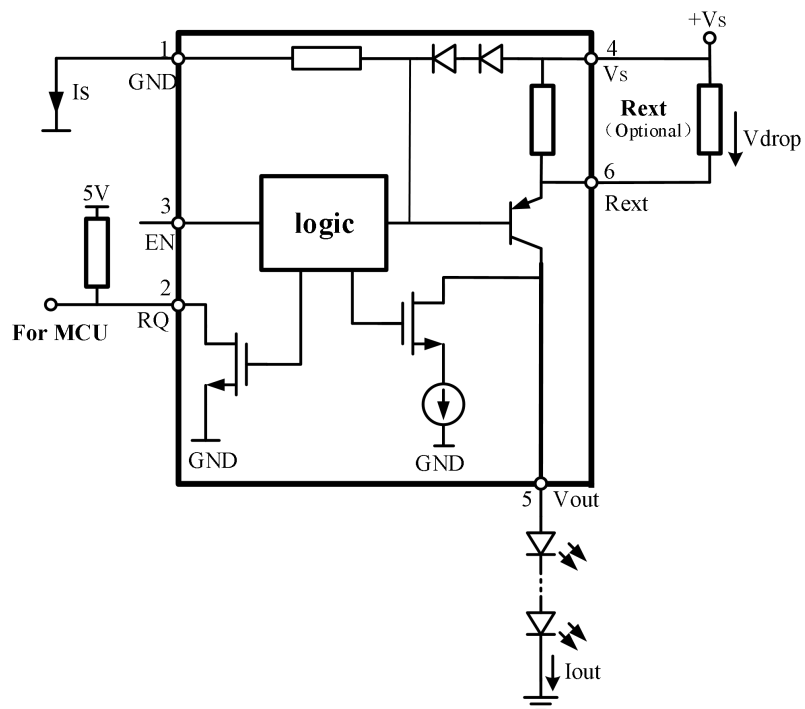 +Vs
1
4
GND
Vs
Is
Rext
（Optional）
Vdrop
6
Rext
5V
3
logic
EN
2
RQ
For MCU
GND
GND
5
Vout
Iout